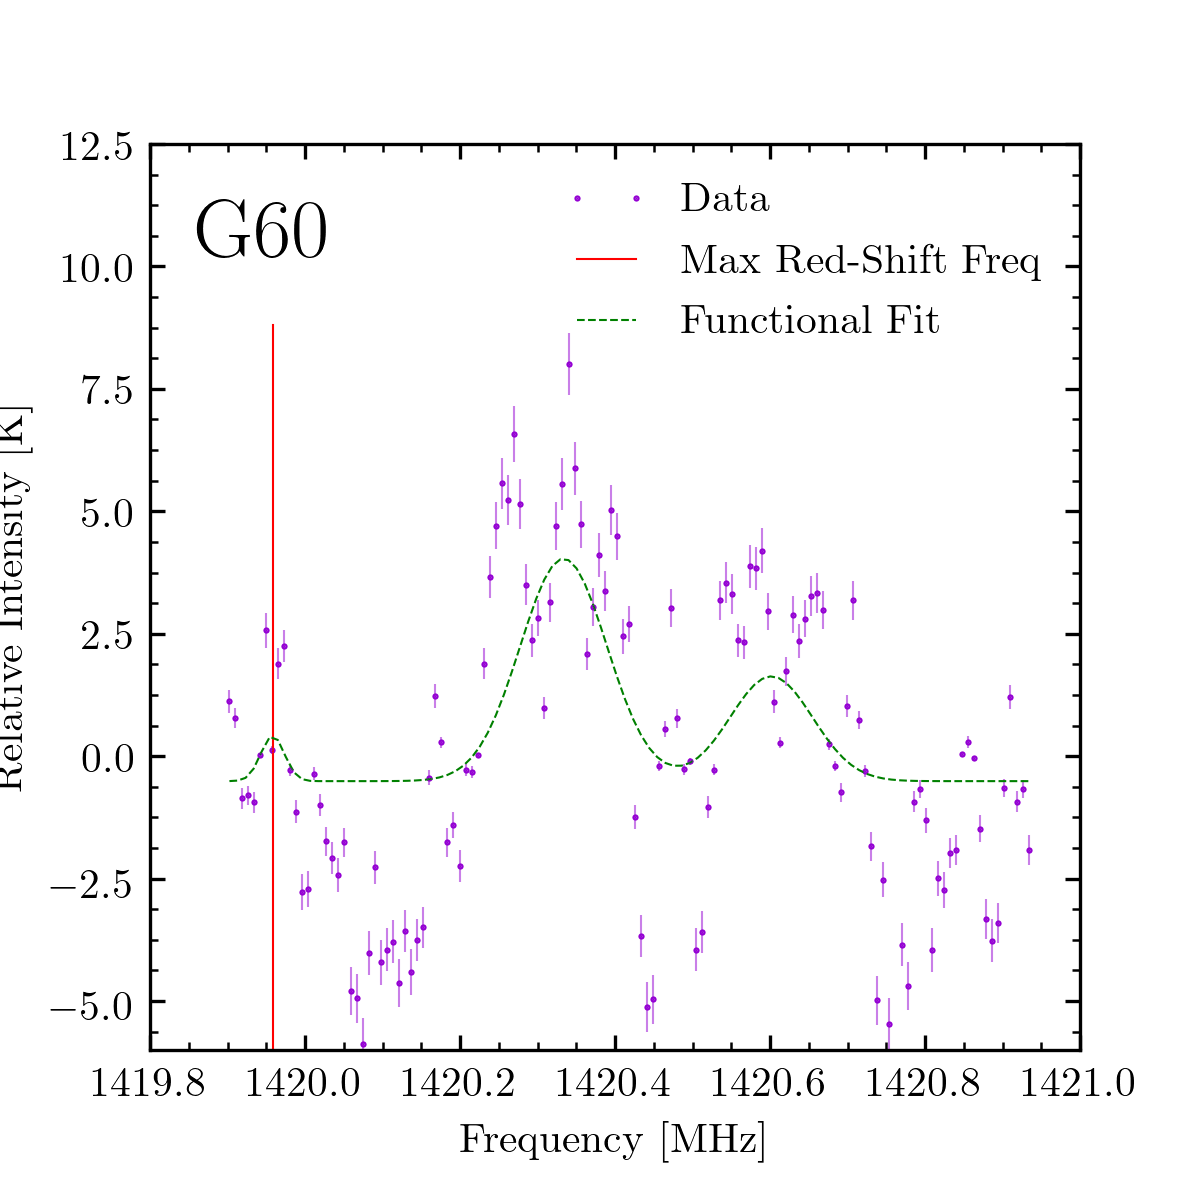 G60
Data
Max Red-Shift Freq
Functional Fit
12.5
10.0
7.5
5.0
2.5
0.0
−2.5
−5.0
Relative Intensity [K]
1419.8 1420.0 1420.2 1420.4 1420.6 1420.8 1421.0
Frequency [MHz]